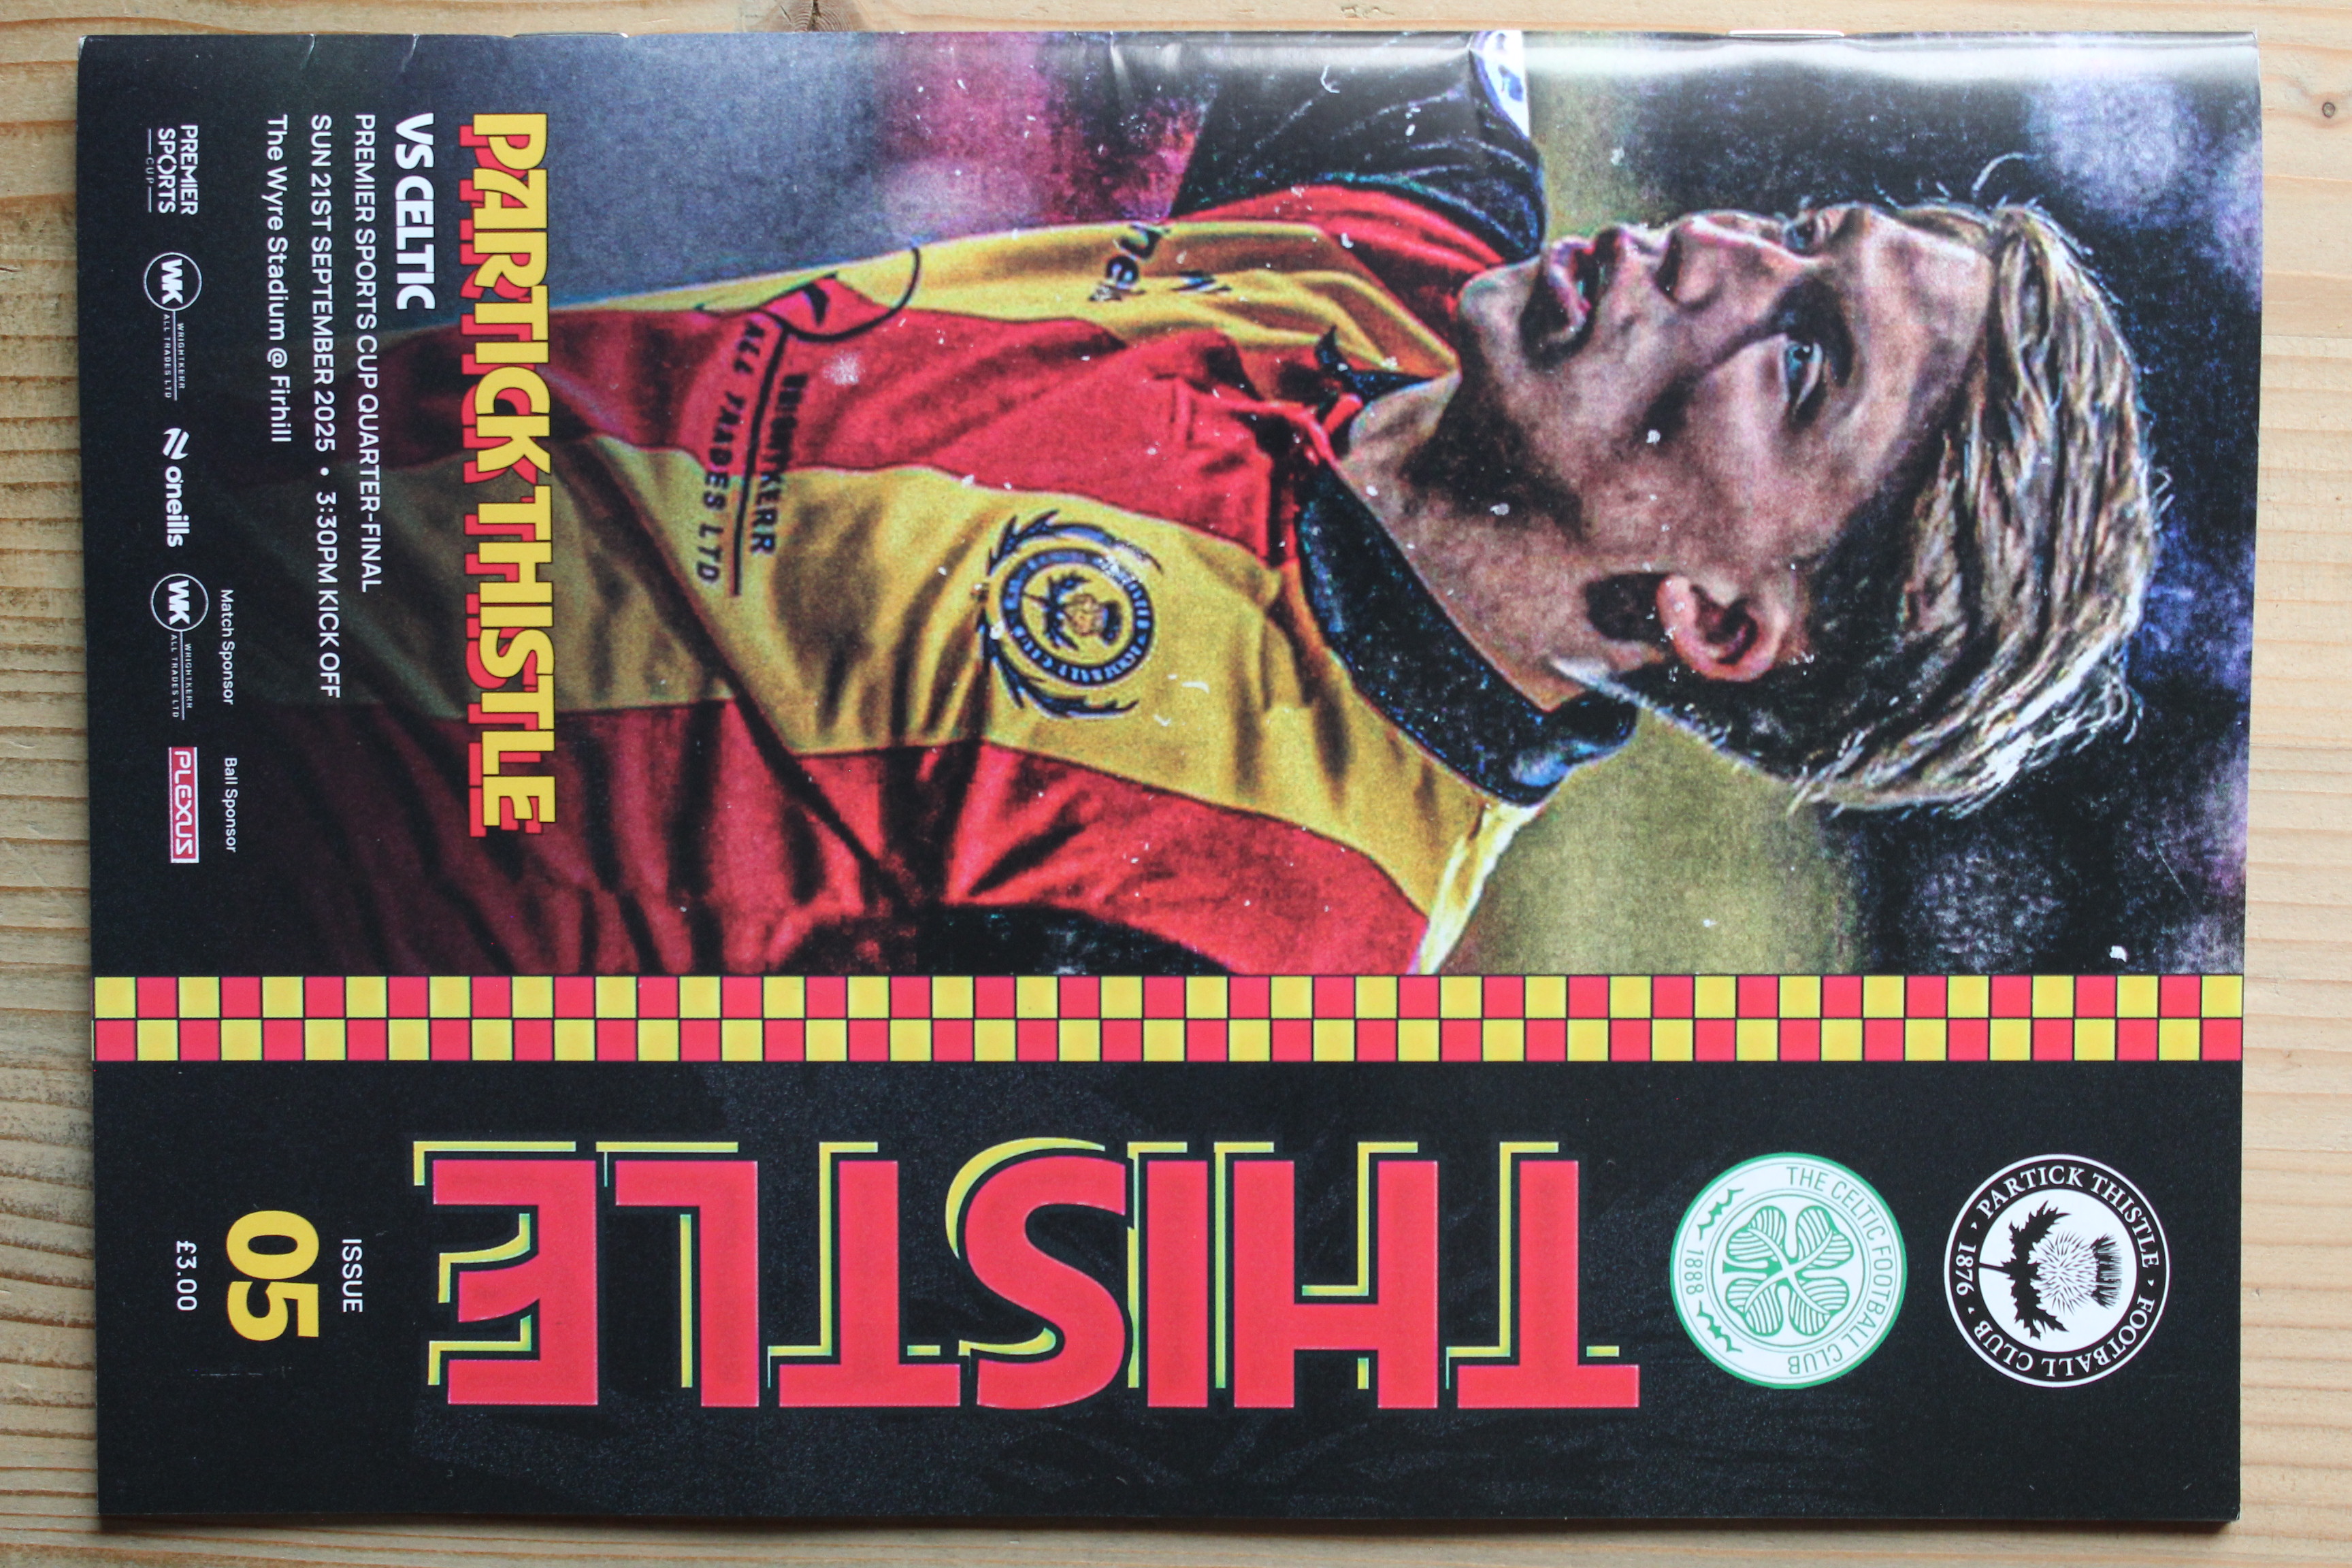 THISTLE
PARTICK THISTLE · FOOTBALL CLUB · 1876 ·
THE CELTIC FOOTBALL CLUB
1888
ISSUE
05
£3.00
WRIGHTKERR
ALL TRADES LTD
PARTICK THISTLE
VS CELTIC
PREMIER SPORTS CUP QUARTER-FINAL
SUN 21ST SEPTEMBER 2025 • 3:30PM KICK OFF
The Wyre Stadium @ Firhill
Match Sponsor
Ball Sponsor
PREMIER
SPORTS
CUP
WK
WRIGHTKERR
ALL TRADES LTD
oneills
WK
WRIGHTKERR
ALL TRADES LTD
PLEXUS